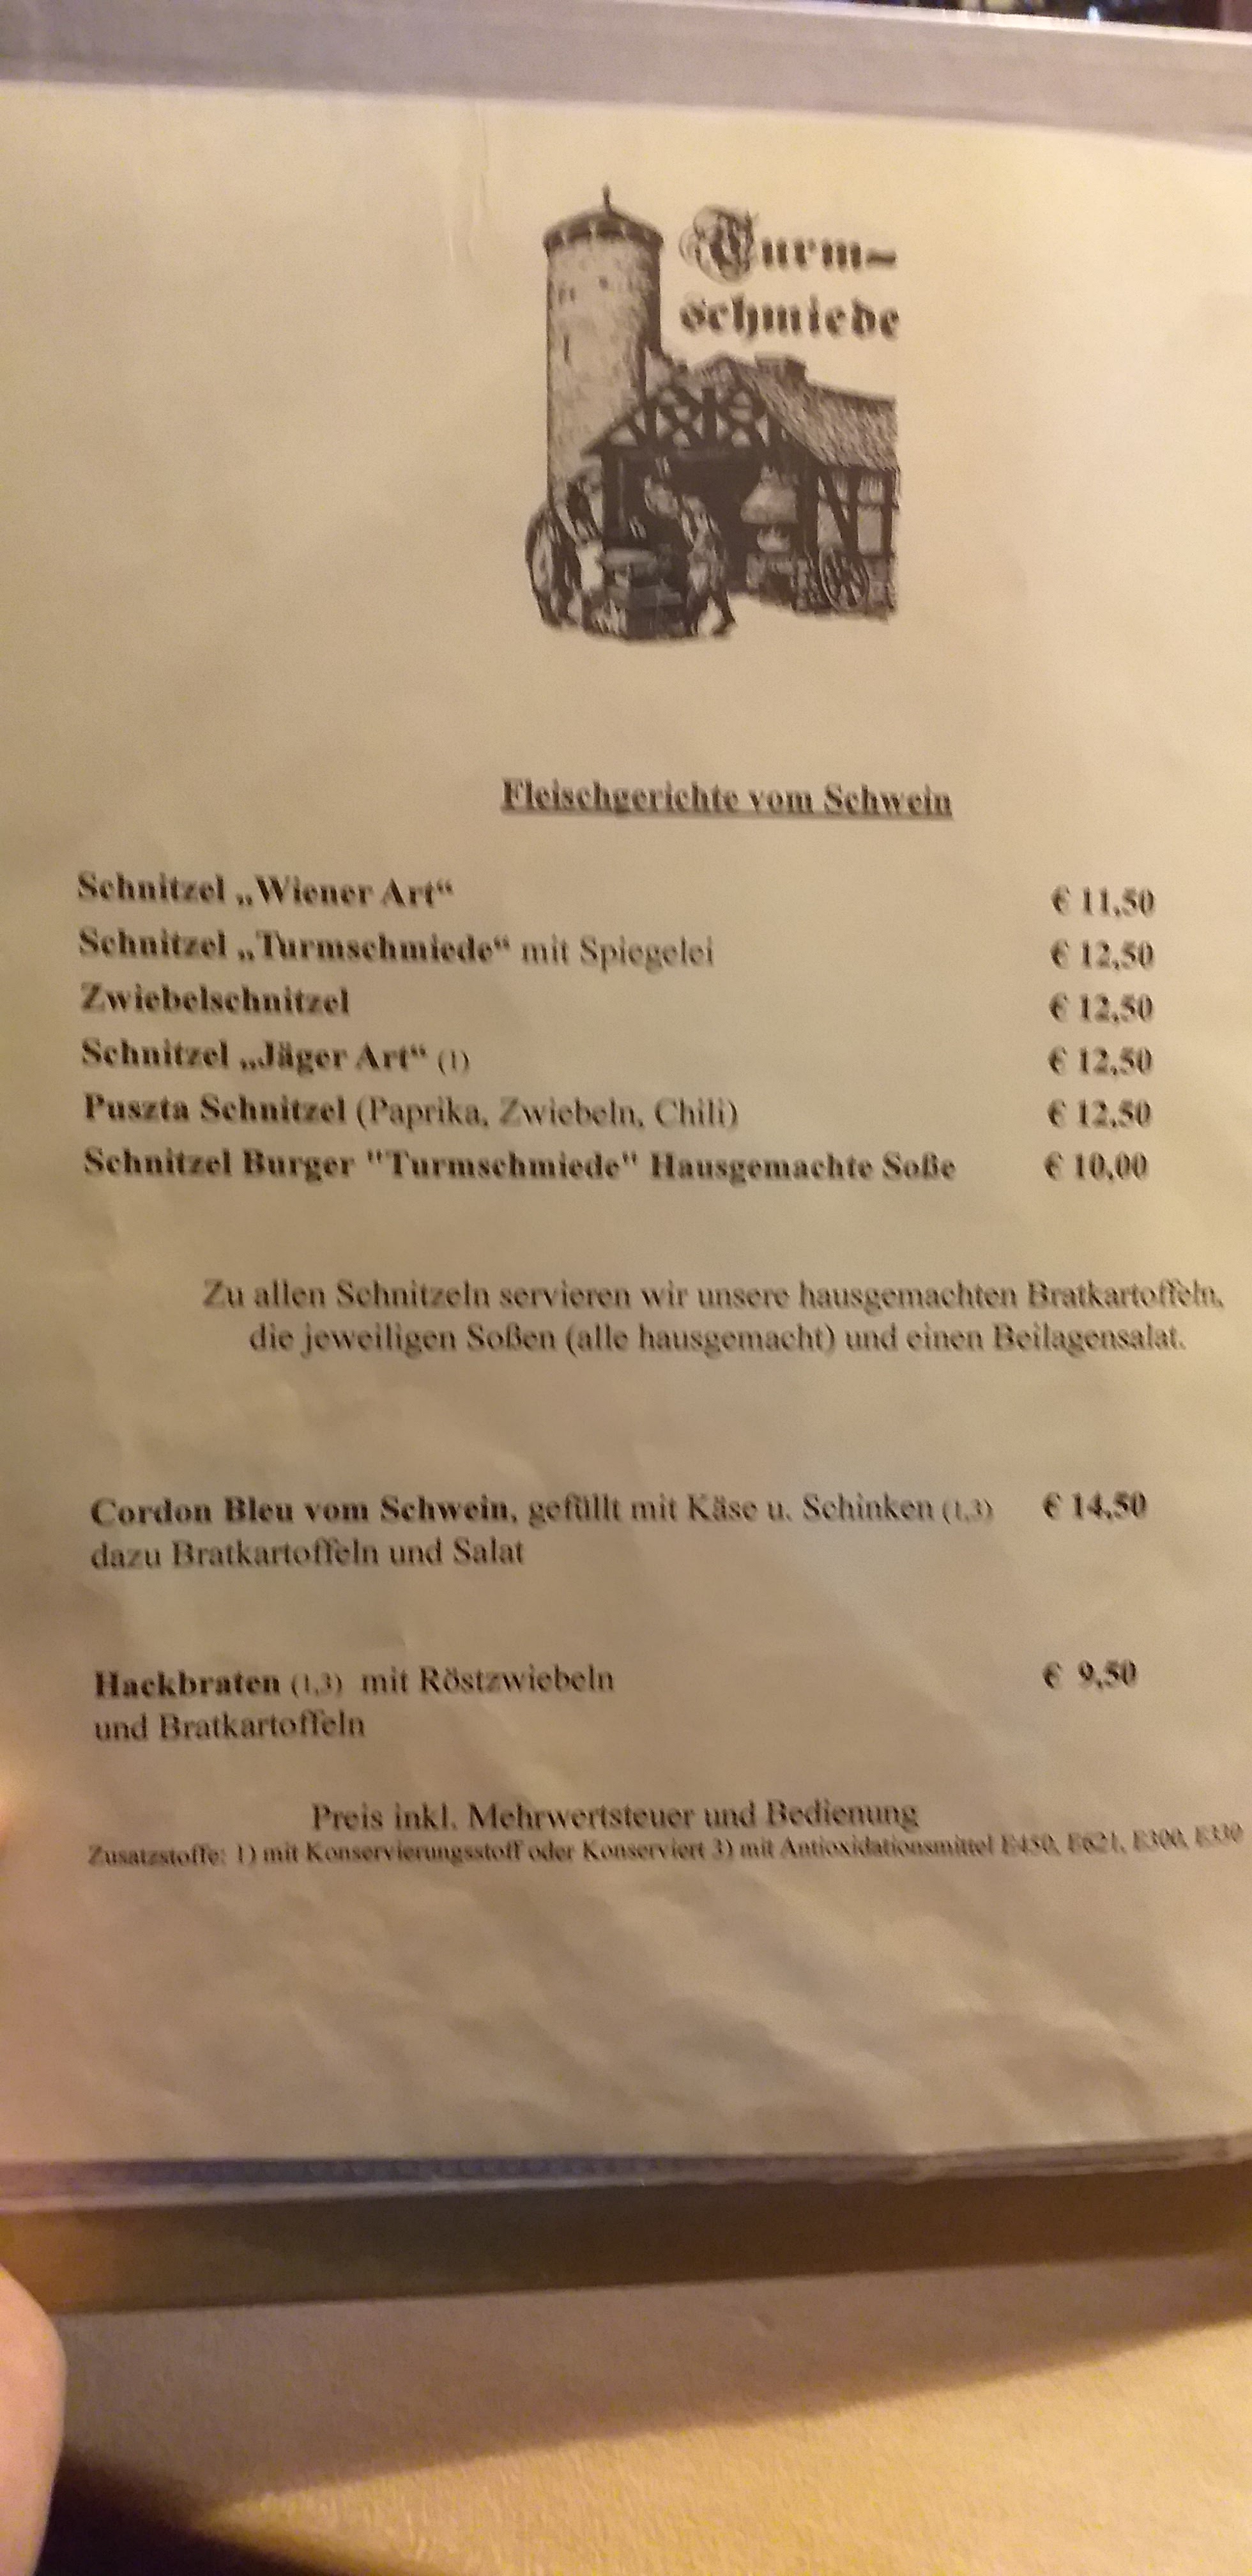 Turm-
schmiede
Fleischgerichte vom Schwein
Schnitzel „Wiener Art“ € 11,50
Schnitzel „Turmschmiede“ mit Spiegelei € 12,50
Zwiebelschnitzel € 12,50
Schnitzel „Jäger Art“ (1) € 12,50
Puszta Schnitzel (Paprika, Zwiebeln, Chili) € 12,50
Schnitzel Burger "Turmschmiede" Hausgemachte Soße € 10,00
Zu allen Schnitzeln servieren wir unsere hausgemachten Bratkartoffeln,
die jeweiligen Soßen (alle hausgemacht) und einen Beilagensalat.
Cordon Bleu vom Schwein, gefüllt mit Käse u. Schinken (1,3) € 14,50
dazu Bratkartoffeln und Salat
Hackbraten (1,3) mit Röstzwiebeln € 9,50
und Bratkartoffeln
Preis inkl. Mehrwertsteuer und Bedienung
Zusatzstoffe: 1) mit Konservierungsstoff oder Konserviert 3) mit Antioxidationsmittel E450, E621, E300, E330